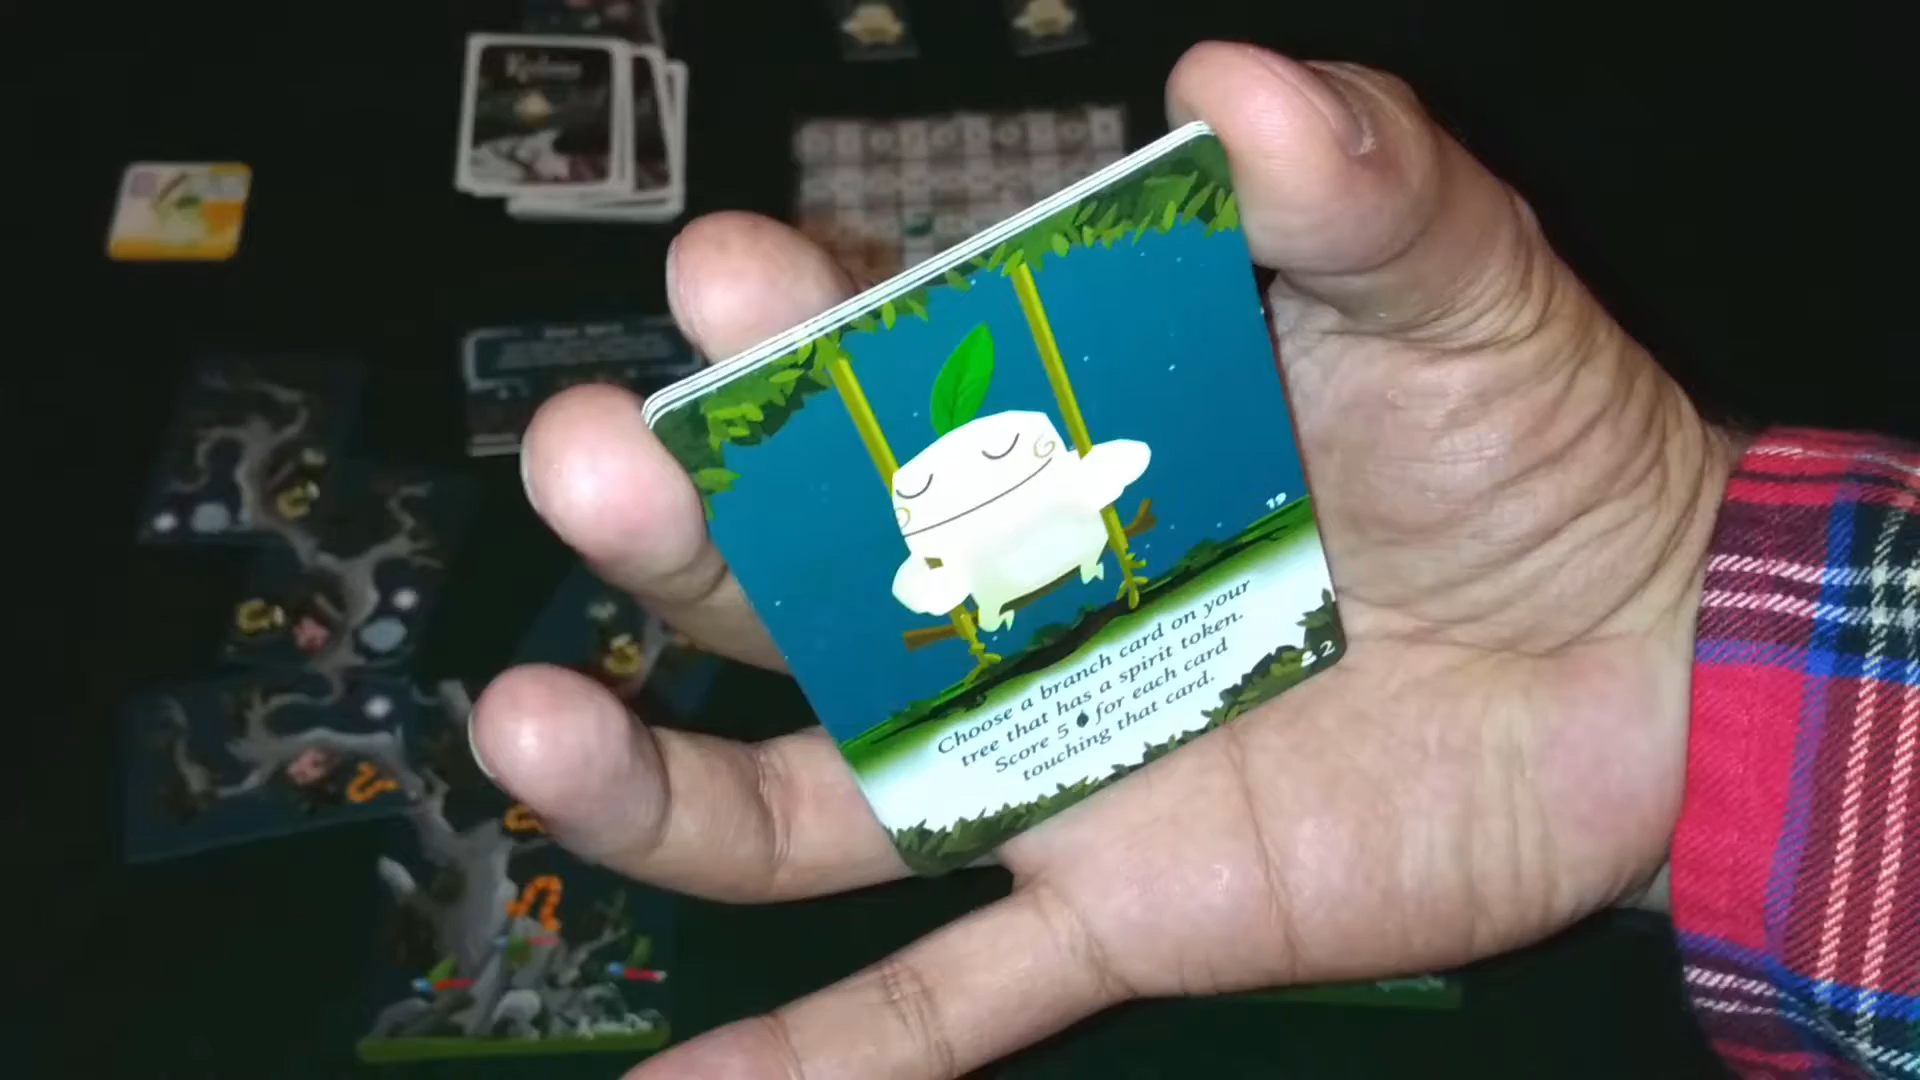 Kodama
19
Choose a branch card on your
tree that has a spirit token.
Score 5 for each card
touching that card.
2